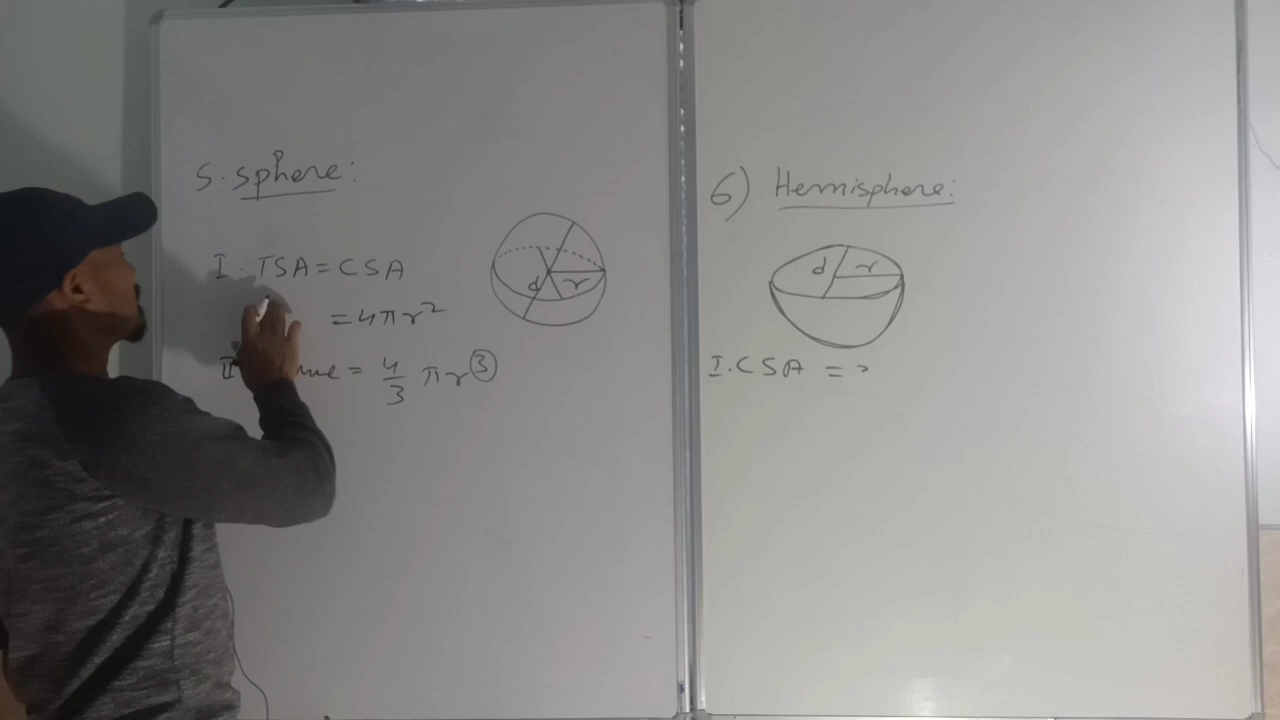 5. sphere:
I. TSA = CSA
= 4πr²
= 4/3 πr³
d
r
6) Hemisphere:
d
r
I. CSA =